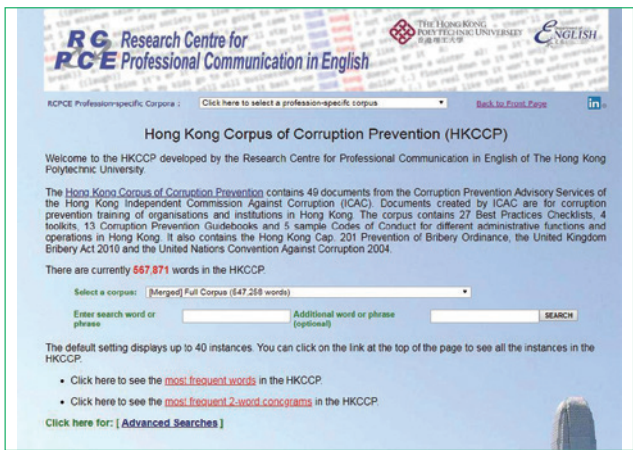 RC Research Centre for
PCE Professional Communication in English
THE HONG KONG
POLYTECHNIC UNIVERSITY
香港理工大學
ENGLISH
RCPCE Profession-specific Corpora :
Click here to select a profession-specific corpus
Back to Front Page
in
Hong Kong Corpus of Corruption Prevention (HKCCP)
Welcome to the HKCCP developed by the Research Centre for Professional Communication in English of The Hong Kong
Polytechnic University.
The Hong Kong Corpus of Corruption Prevention contains 49 documents from the Corruption Prevention Advisory Services of
the Hong Kong Independent Commission Against Corruption (ICAC). Documents created by ICAC are for corruption
prevention training of organisations and institutions in Hong Kong. The corpus contains 27 Best Practices Checklists, 4
toolkits, 13 Corruption Prevention Guidebooks and 5 sample Codes of Conduct for different administrative functions and
operations in Hong Kong. It also contains the Hong Kong Cap. 201 Prevention of Bribery Ordinance, the United Kingdom
Bribery Act 2010 and the United Nations Convention Against Corruption 2004.
There are currently 557,871 words in the HKCCP.
Select a corpus: [Merged] Full Corpus (547,258 words)
Enter search word or
phrase
Additional word or phrase
(optional)
SEARCH
The default setting displays up to 40 instances. You can click on the link at the top of the page to see all the instances in the
HKCCP.
• Click here to see the most frequent words in the HKCCP.
• Click here to see the most frequent 2-word concgrams in the HKCCP.
Click here for: [ Advanced Searches ]